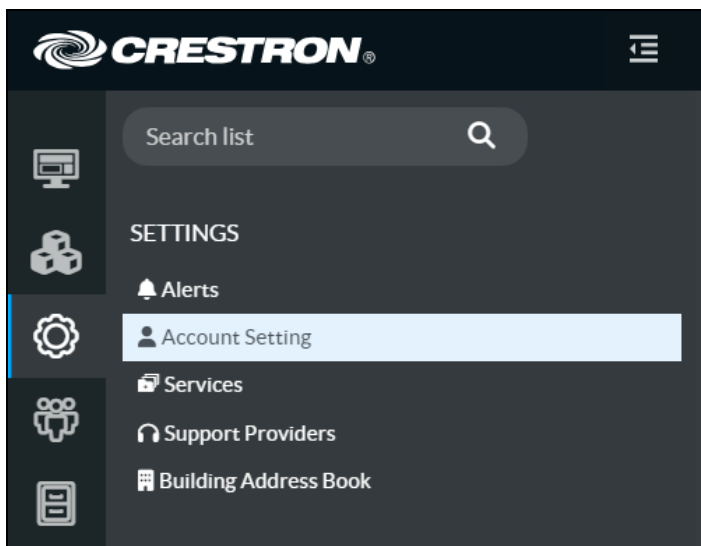 CRESTRON®
Search list
SETTINGS
Alerts
Account Setting
Services
Support Providers
Building Address Book